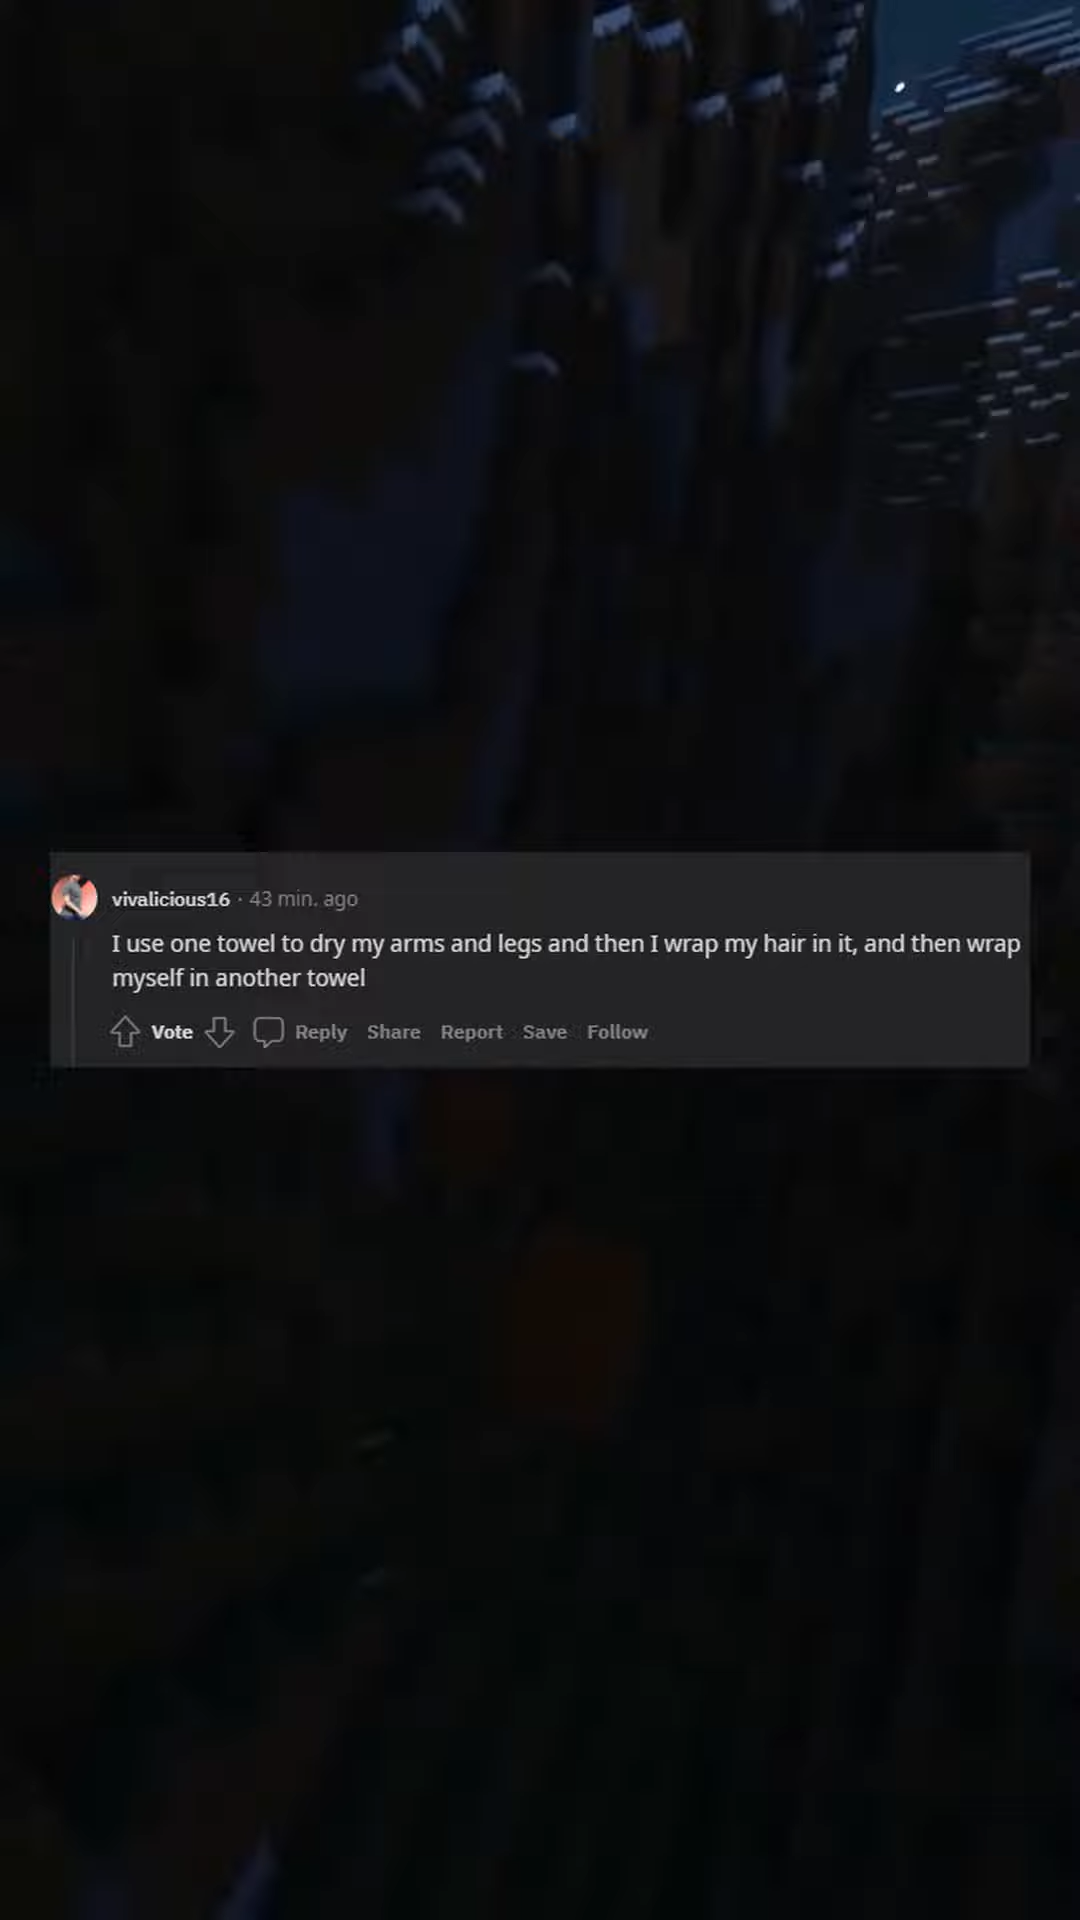 vivalicious16 · 43 min. ago
I use one towel to dry my arms and legs and then I wrap my hair in it, and then wrap
myself in another towel
Vote Reply Share Report Save Follow